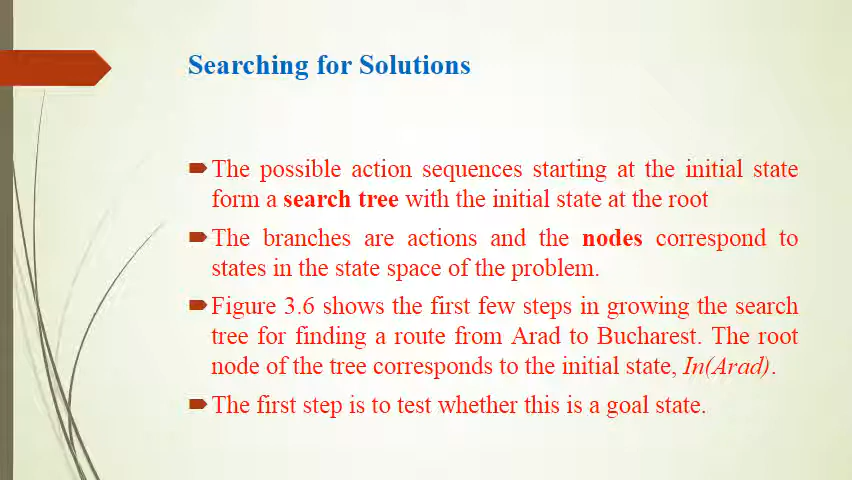 Searching for Solutions
The possible action sequences starting at the initial state
form a search tree with the initial state at the root
The branches are actions and the nodes correspond to
states in the state space of the problem.
Figure 3.6 shows the first few steps in growing the search
tree for finding a route from Arad to Bucharest. The root
node of the tree corresponds to the initial state, In(Arad).
The first step is to test whether this is a goal state.